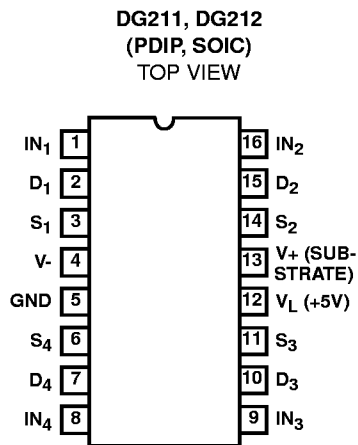 DG211, DG212
(PDIP, SOIC)
TOP VIEW
IN1 1 16 IN2
D1 2 15 D2
S1 3 14 S2
V- 4 13 V+ (SUB-
STRATE)
GND 5 12 VL (+5V)
S4 6 11 S3
D4 7 10 D3
IN4 8 9 IN3